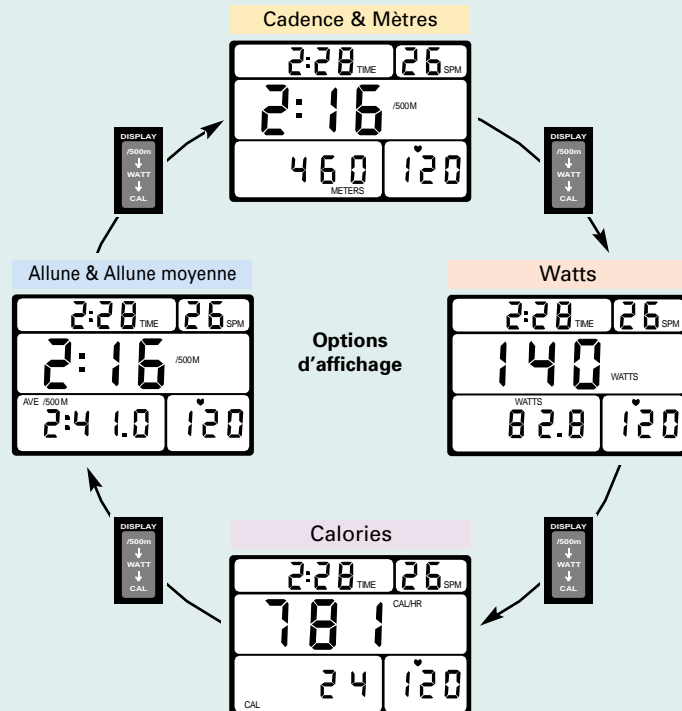 Cadence & Mètres
2:28 TIME 26 SPM
2:16 /500M
460 METERS 120
DISPLAY
/500m
WATT
CAL
DISPLAY
/500m
WATT
CAL
Allune & Allune moyenne
2:28 TIME 26 SPM
2:16 /500M
AVE /500M
2:41.0 120
Options
d'affichage
Watts
2:28 TIME 26 SPM
140 WATTS
WATTS
82.8 120
DISPLAY
/500m
WATT
CAL
DISPLAY
/500m
WATT
CAL
Calories
2:28 TIME 26 SPM
781 CAL/HR
CAL 24 120